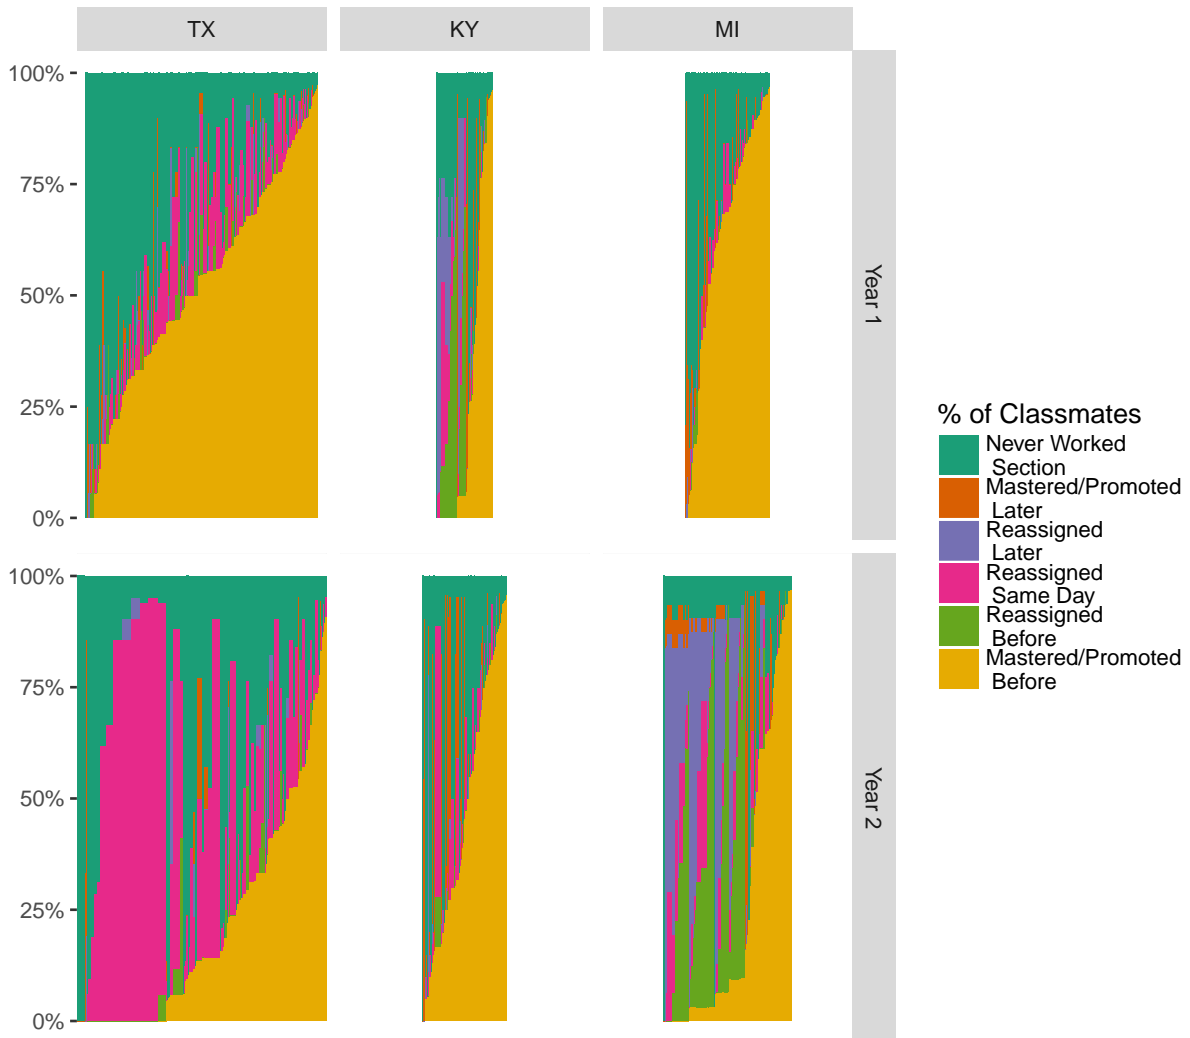 TX KY MI
100%
75%
50%
25%
0%
Year 1
100%
75%
50%
25%
0%
Year 2
% of Classmates
Never Worked
Section
Mastered/Promoted
Later
Reassigned
Later
Reassigned
Same Day
Reassigned
Before
Mastered/Promoted
Before